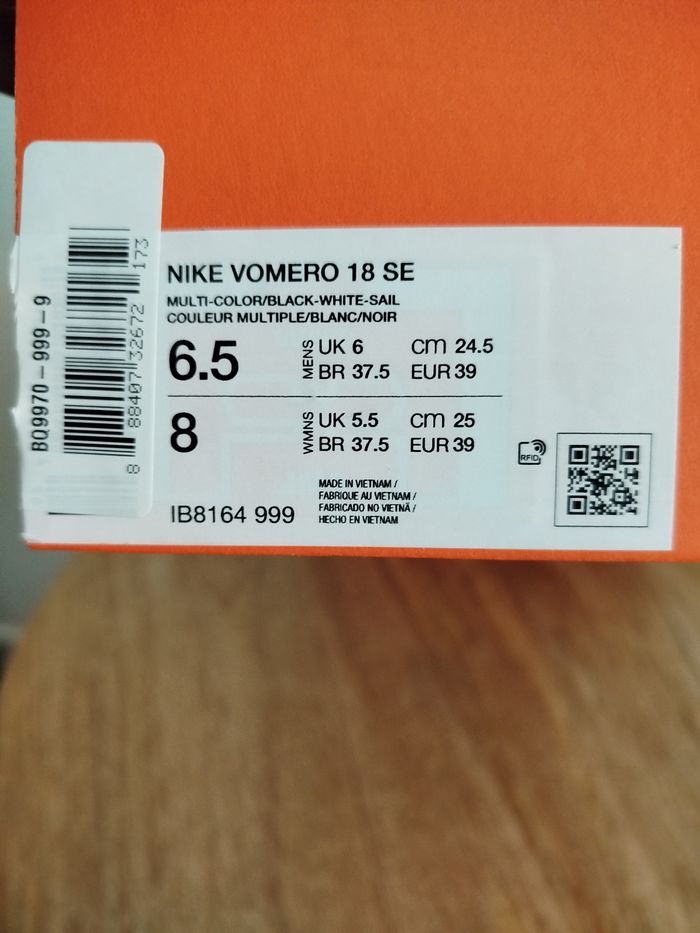 BQ9970-999-9
8 88407 32672 173
NIKE VOMERO 18 SE
MULTI-COLOR/BLACK-WHITE-SAIL
COULEUR MULTIPLE/BLANC/NOIR
6.5 MENS UK 6 cm 24.5
BR 37.5 EUR 39
8 WMNS UK 5.5 cm 25
BR 37.5 EUR 39
RFID
MADE IN VIETNAM /
FABRIQUE AU VIETNAM /
FABRICADO NO VIETNÃ /
HECHO EN VIETNAM
IB8164 999